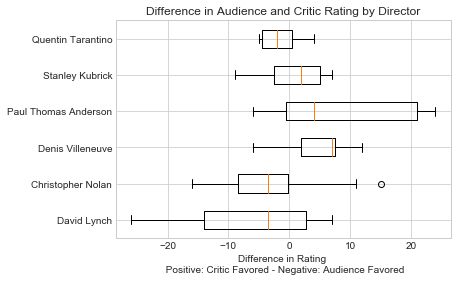 Difference in Audience and Critic Rating by Director
Quentin Tarantino
Stanley Kubrick
Paul Thomas Anderson
Denis Villeneuve
Christopher Nolan
David Lynch
−20 −10 0 10 20
Difference in Rating
Positive: Critic Favored - Negative: Audience Favored